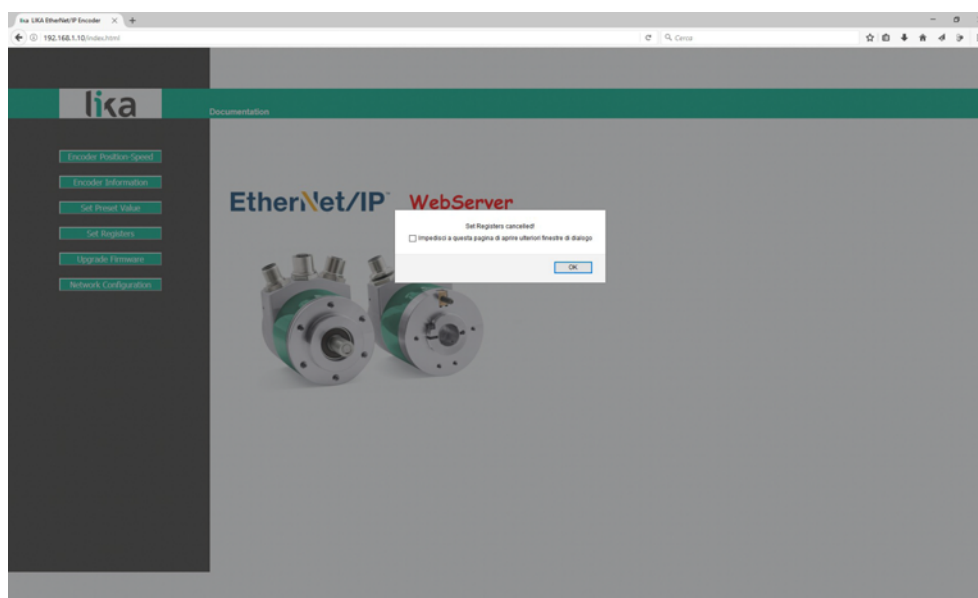 lika LIKA EtherNet/IP Encoder
192.168.1.10/index.html
Cerca
lika
Documentation
Encoder Position-Speed
Encoder Information
Set Preset Value
Set Registers
Upgrade Firmware
Network Configuration
EtherNet/IP WebServer
Set Registers cancelled!
Impedisci a questa pagina di aprire ulteriori finestre di dialogo
OK